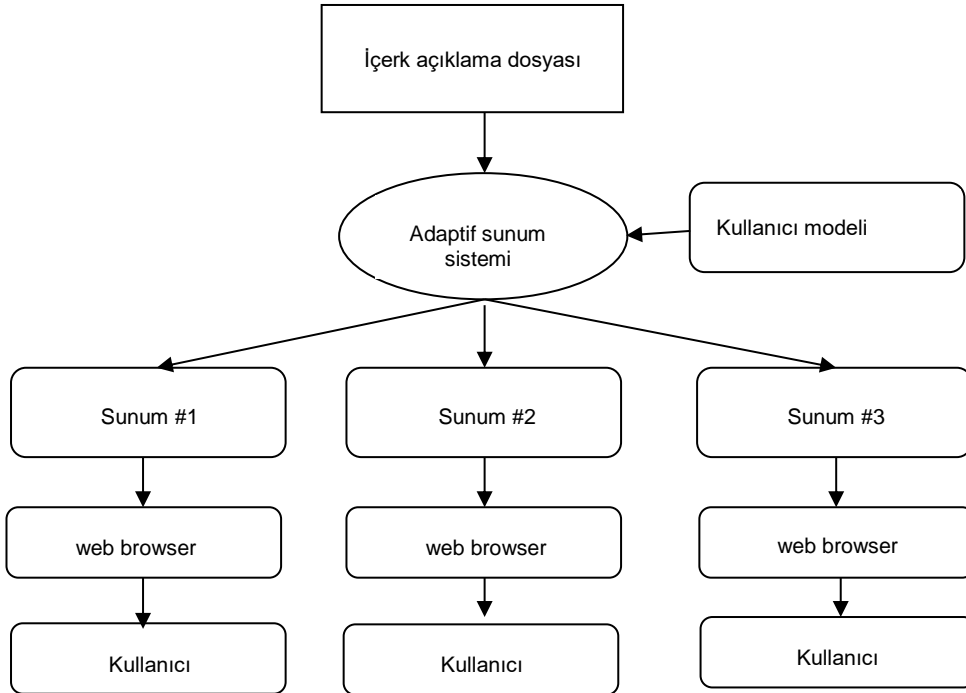 İçerk açıklama dosyası
Adaptif sunum
sistemi
Kullanıcı modeli
Sunum #1
Sunum #2
Sunum #3
web browser
web browser
web browser
Kullanıcı
Kullanıcı
Kullanıcı